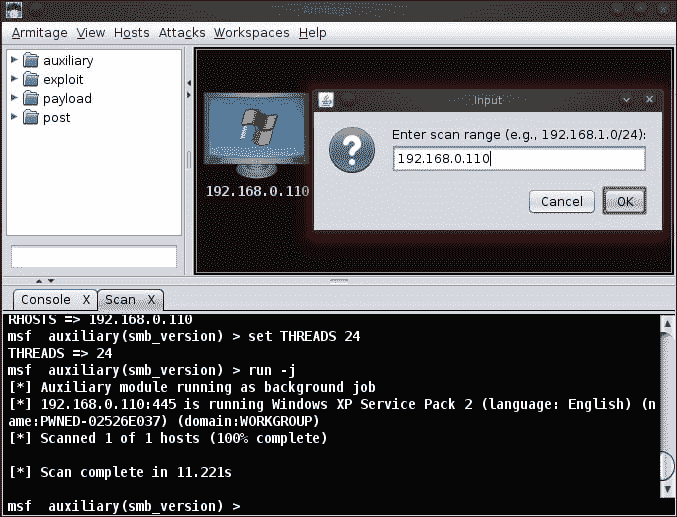 Armitage View Hosts Attacks Workspaces Help
auxiliary
exploit
payload
post
192.168.0.110
Input
Enter scan range (e.g., 192.168.1.0/24):
192.168.0.110
Cancel OK
Console X Scan X
RHOSTS => 192.168.0.110
msf auxiliary(smb_version) > set THREADS 24
THREADS => 24
msf auxiliary(smb_version) > run -j
[*] Auxiliary module running as background job
[*] 192.168.0.110:445 is running Windows XP Service Pack 2 (language: English) (n
ame:PWNED-02526E037) (domain:WORKGROUP)
[*] Scanned 1 of 1 hosts (100% complete)
[*] Scan complete in 11.221s
msf auxiliary(smb_version) >